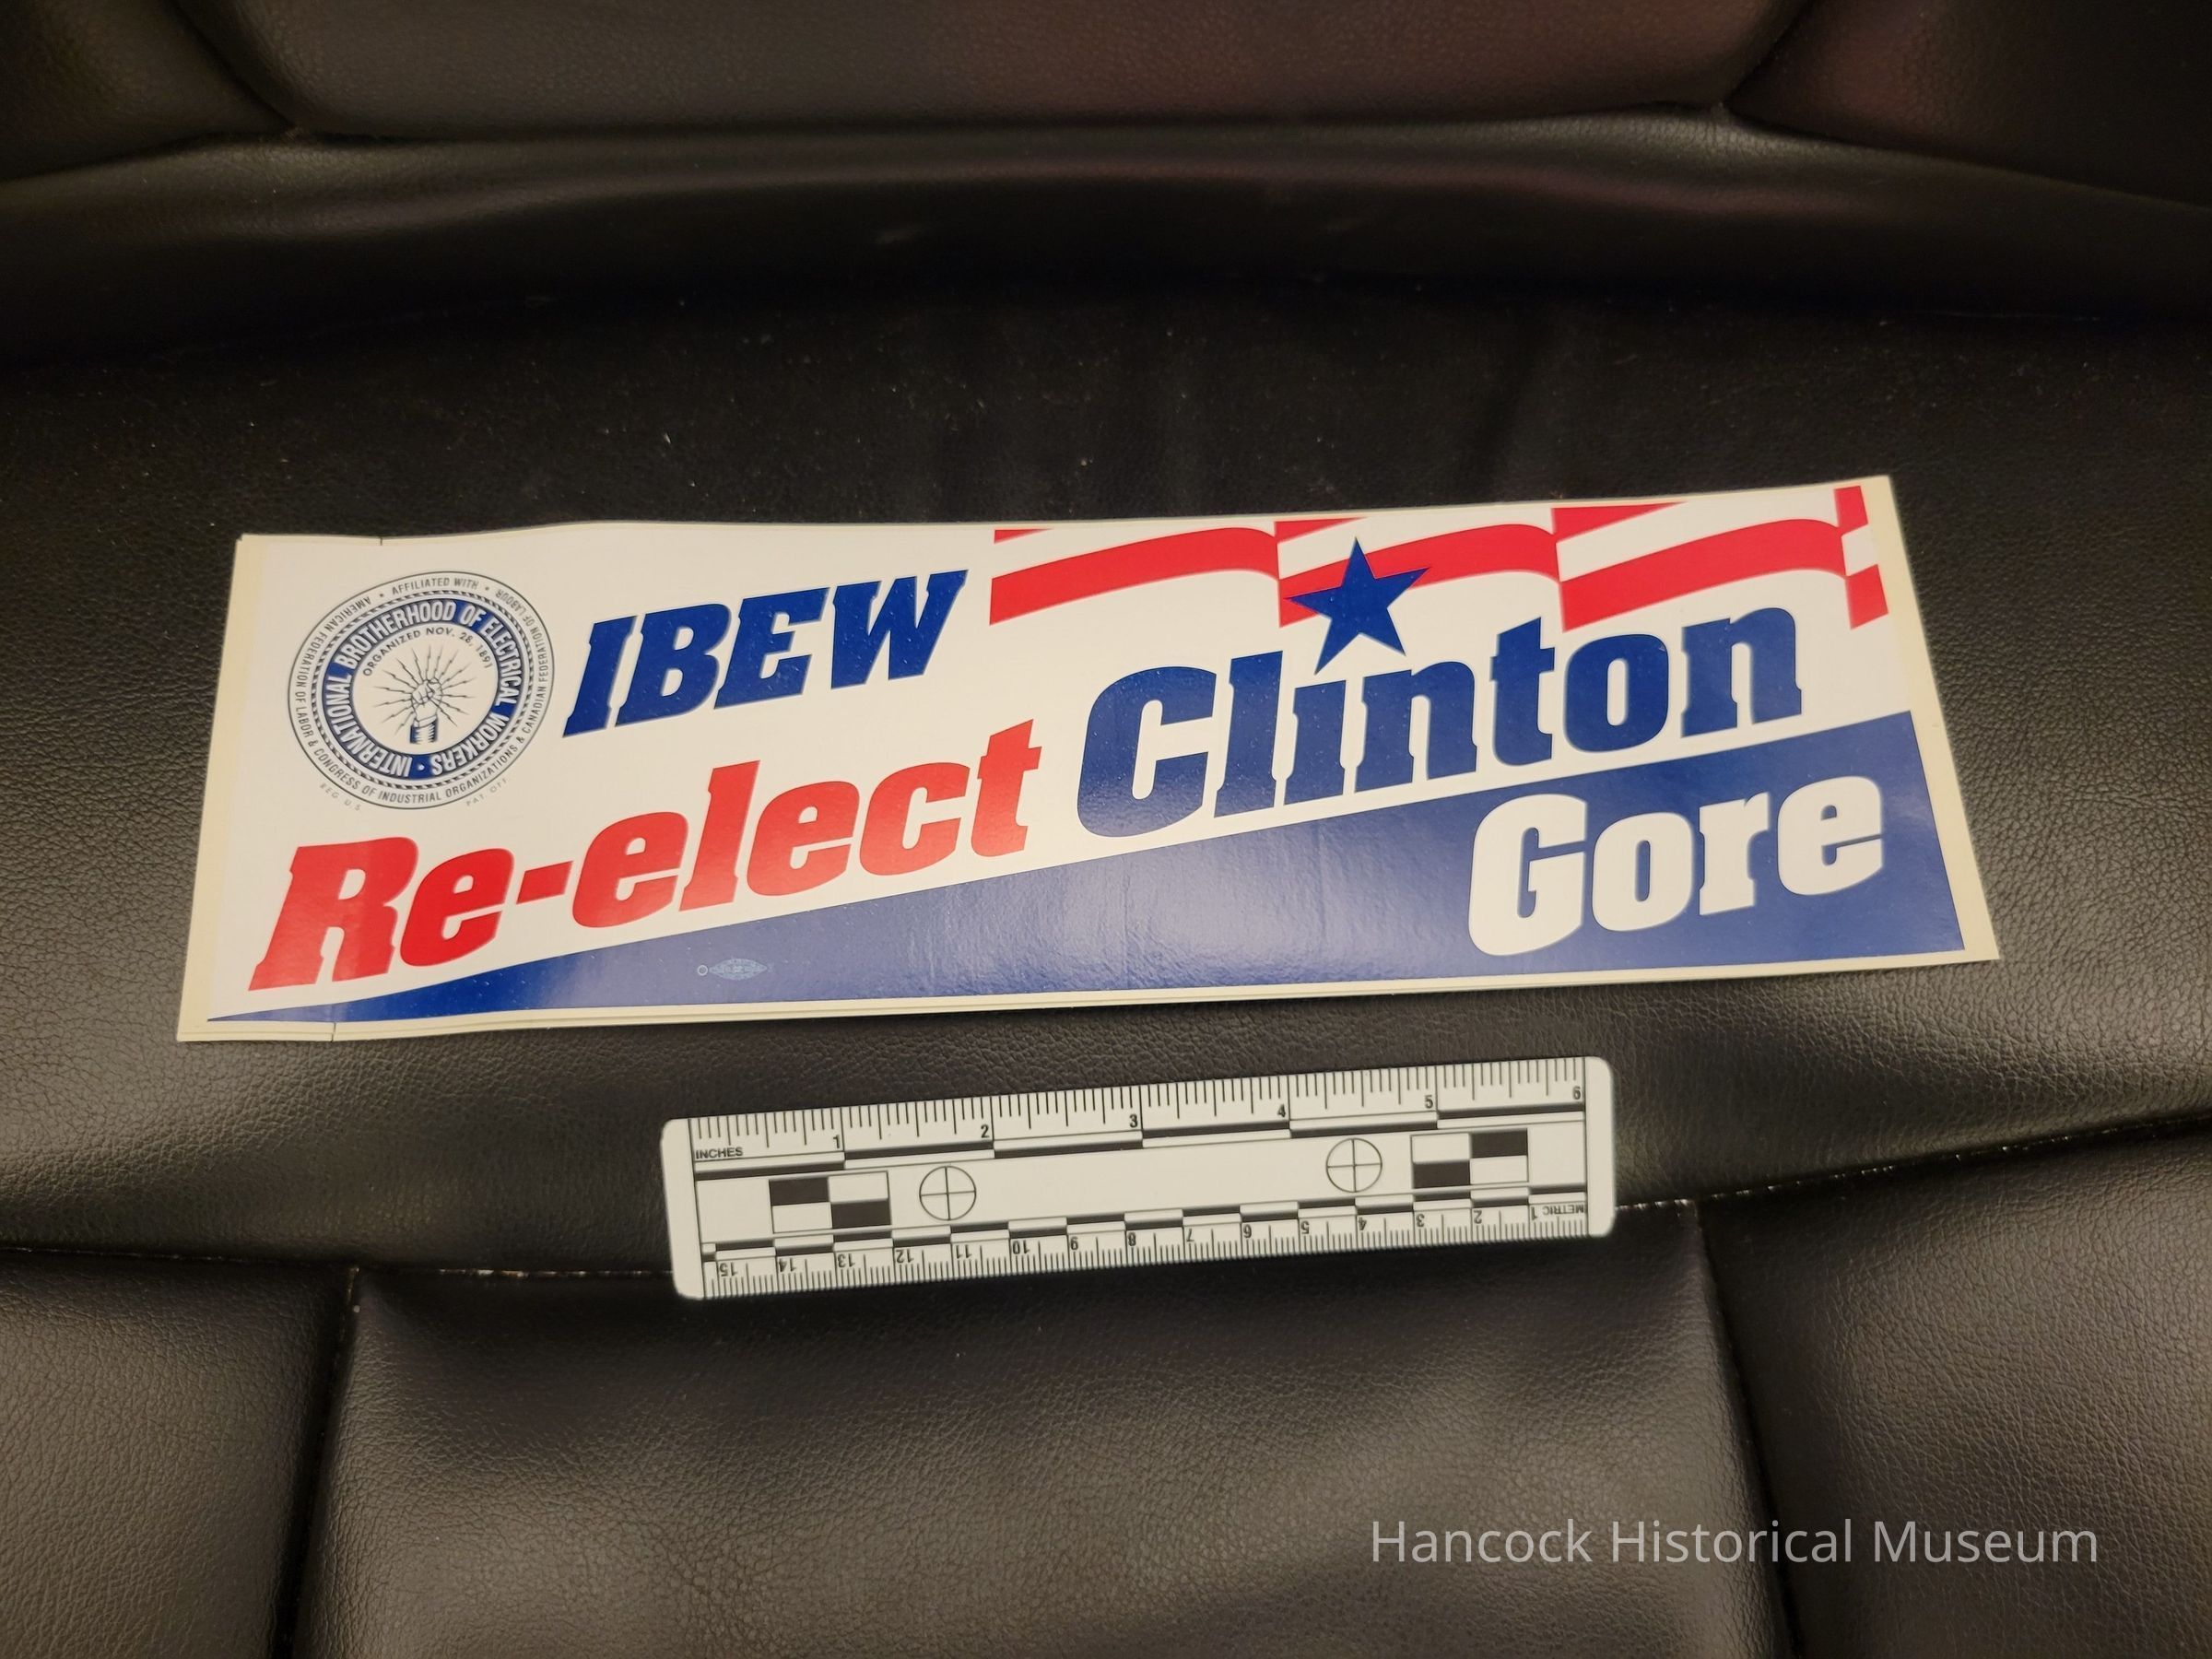 AFFILIATED WITH
AMERICAN FEDERATION OF LABOR & CONGRESS OF INDUSTRIAL ORGANIZATIONS & CANADIAN FEDERATION OF LABOUR
INTERNATIONAL BROTHERHOOD OF ELECTRICAL WORKERS
ORGANIZED NOV. 28, 1891
REG U.S. PAT. OFF
IBEW
Re-elect Clinton
Gore
1 2 3 4 5 6
INCHES
METRIC
15 14 13 12 11 10 9 8 7 6 5 4 3 2 1
Hancock Historical Museum